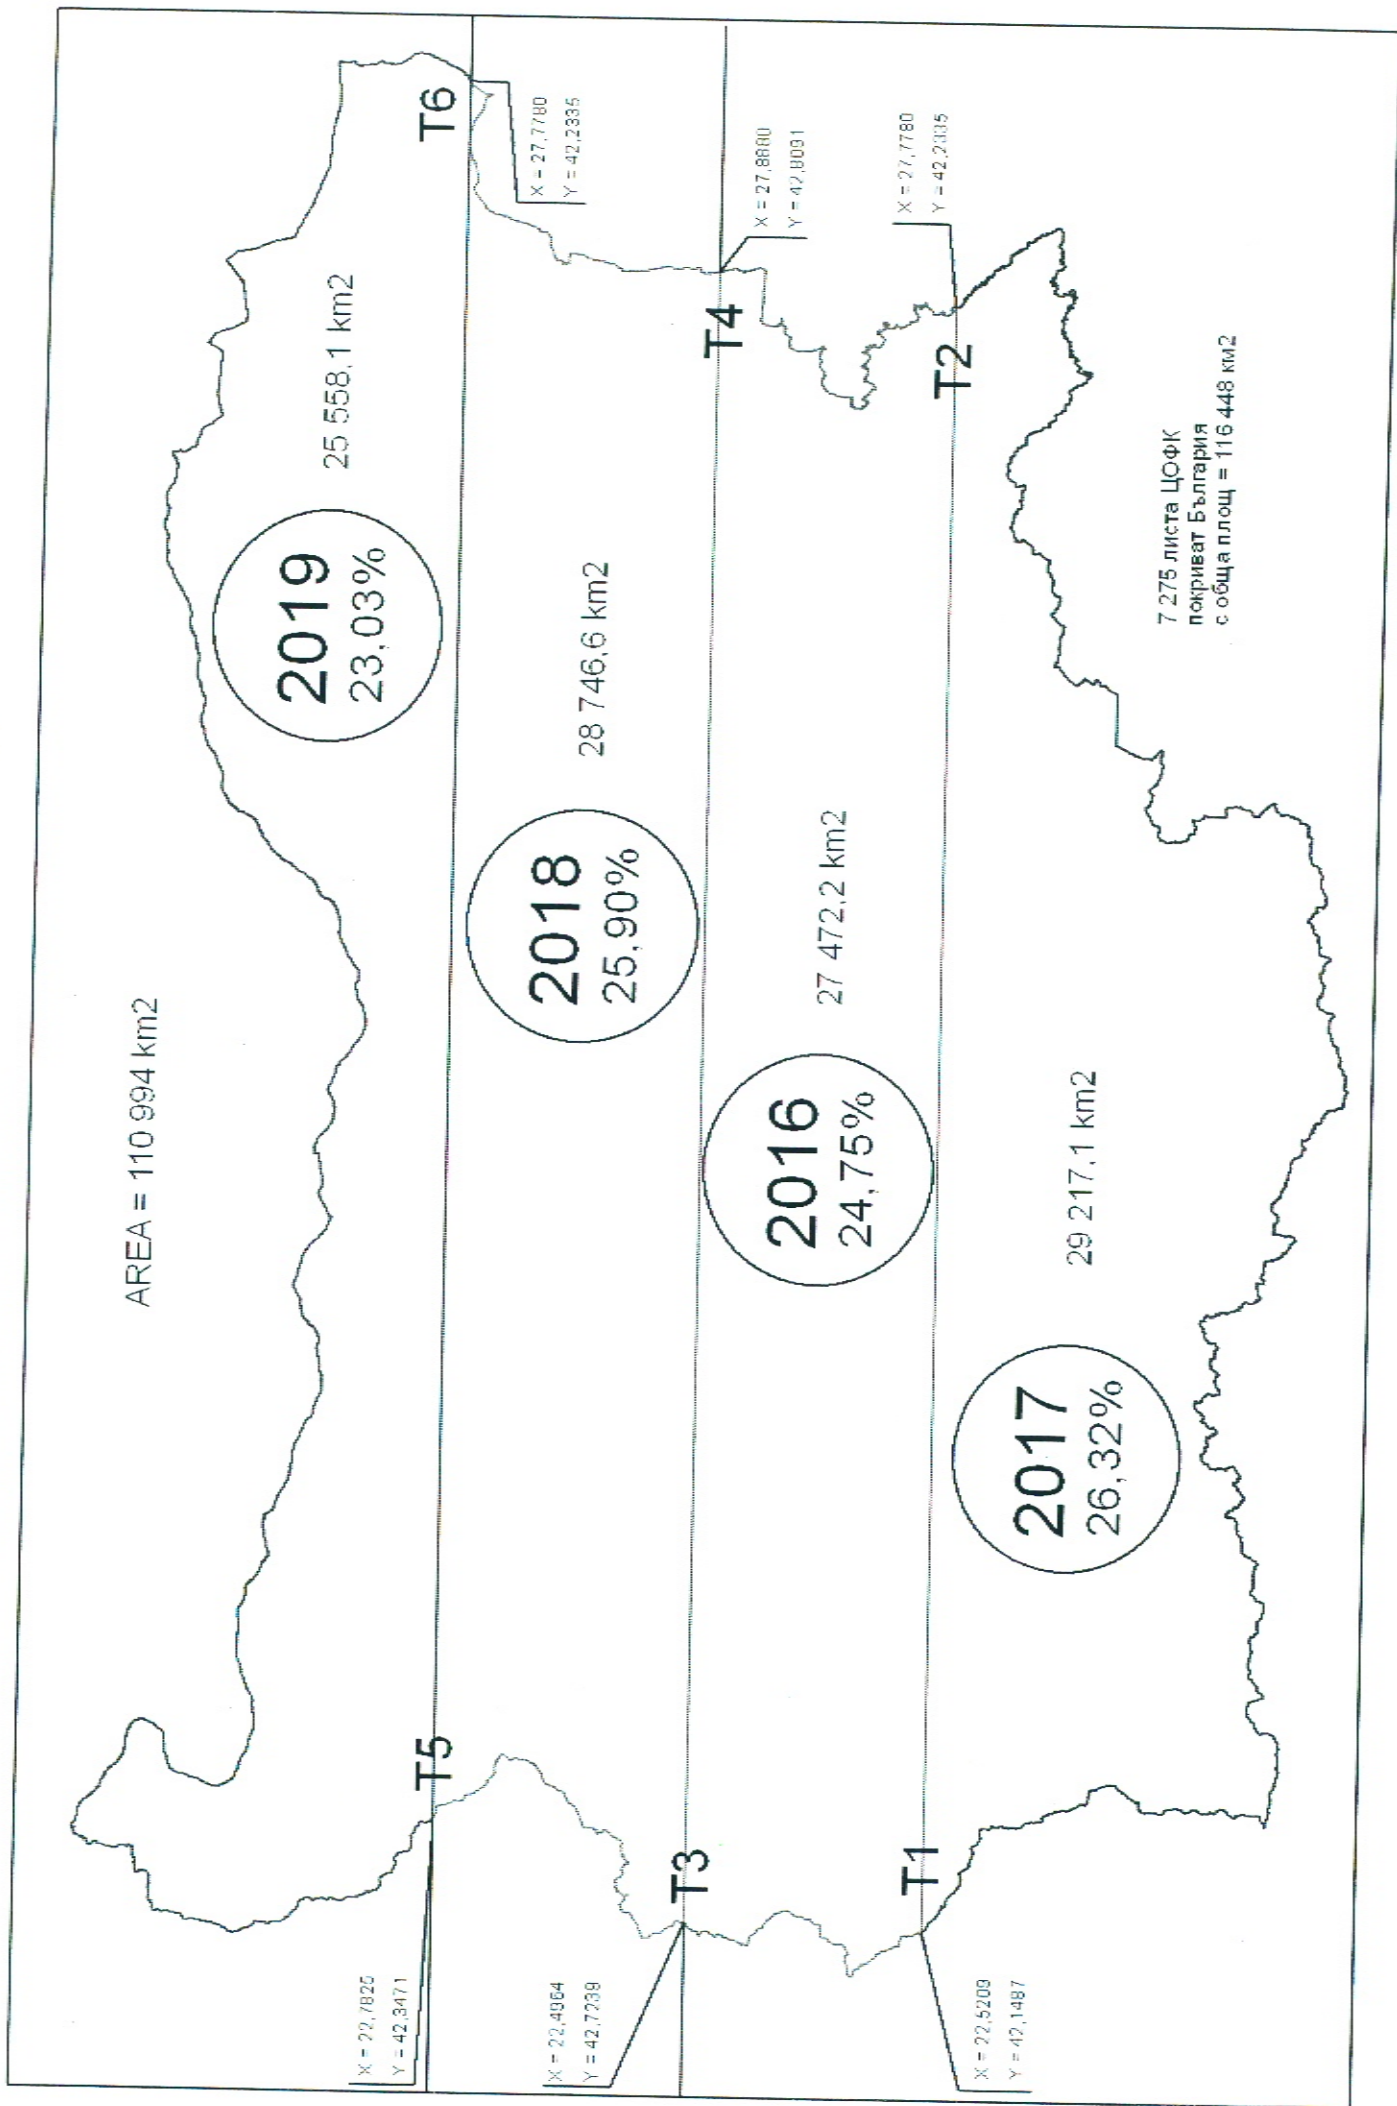 AREA = 110 994 km2
2019
23,03%
25 558,1 km2
T5
T6
X = 22,7825
Y = 42,3471
X = 27,7780
Y = 42,2335
2018
25,90%
28 746,6 km2
T3
T4
X = 22,4964
Y = 42,7239
X = 27,8880
Y = 42,8091
2016
24,75%
27 472,2 km2
T1
T2
X = 22,5209
Y = 42,1487
X = 27,7780
Y = 42,2335
2017
26,32%
29 217,1 km2
7 275 листа ЦОФК
покриват България
с обща площ = 116 448 км2